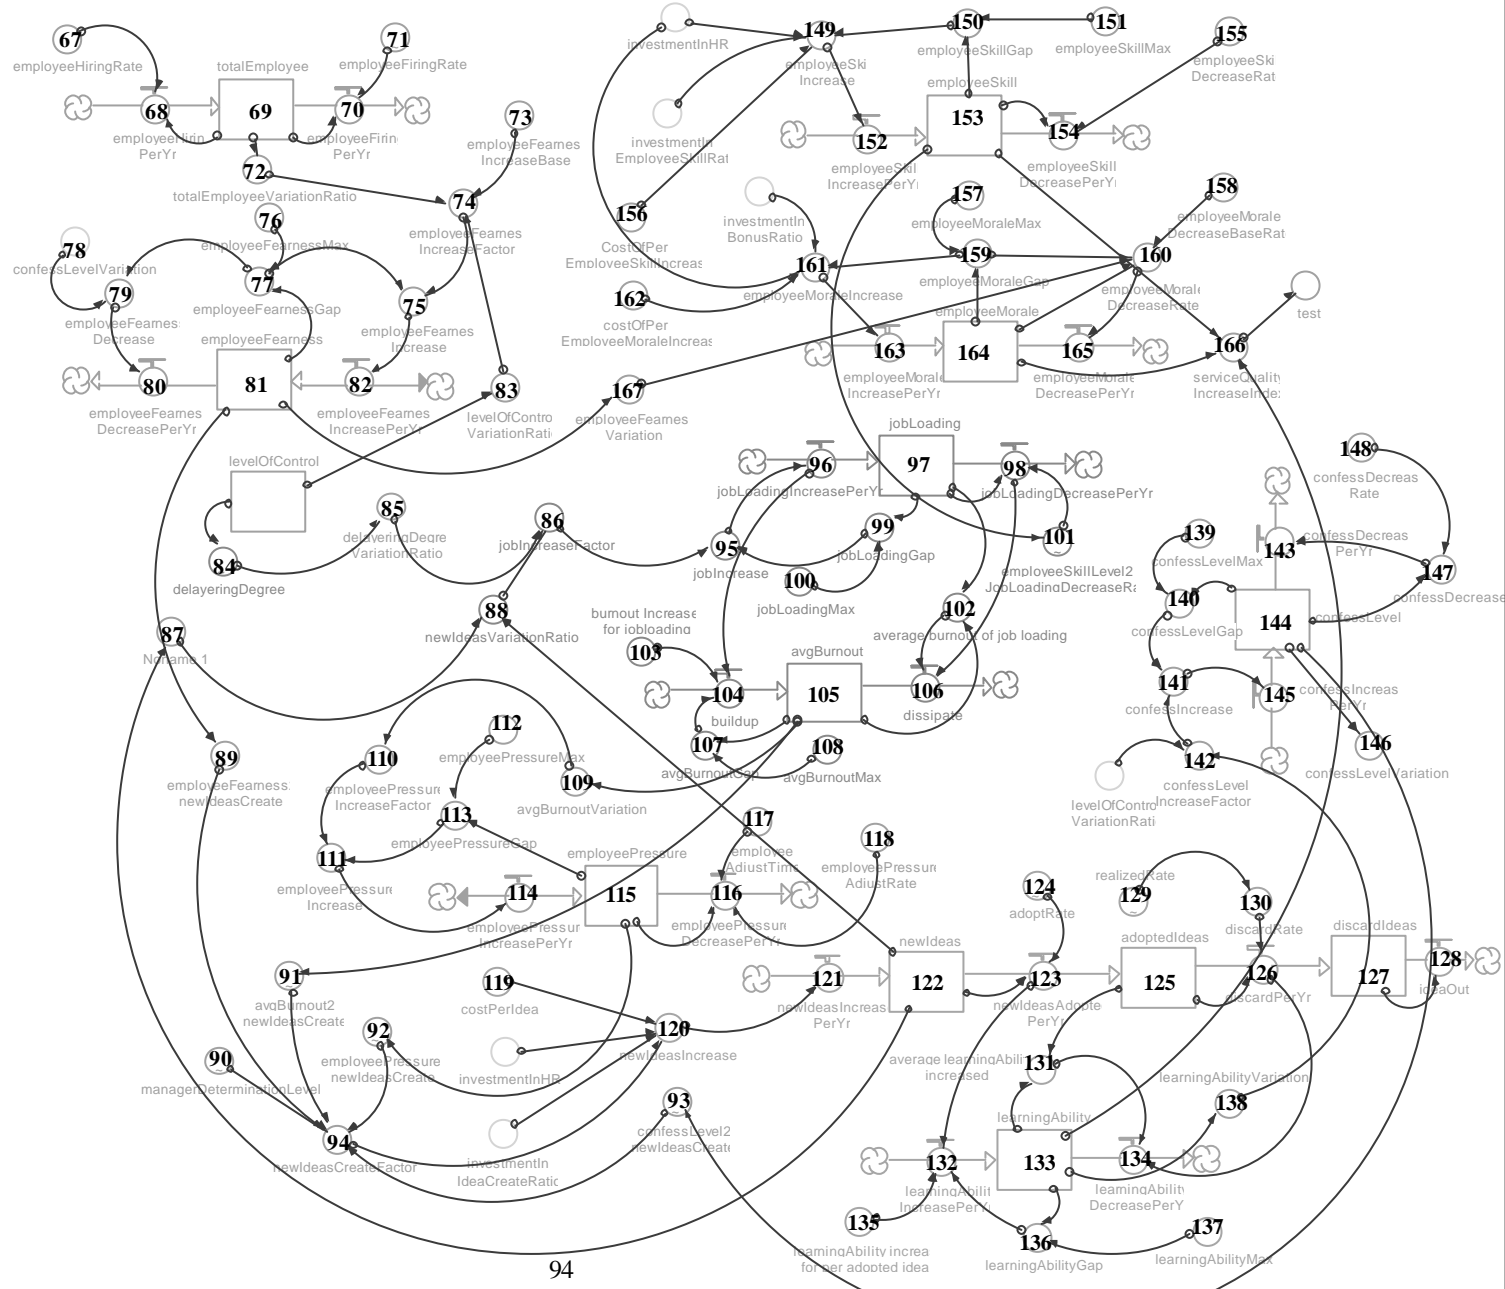 67
employeeHiringRate
71
employeeFiringRate
totalEmployee
68
69
70
employeeHirin
PerYr
employeeFirin
PerYr
72
totalEmployeeVariationRatio
73
employeeFearnes
IncreaseBase
74
employeeFearnes
IncreaseFactor
76
employeeFearnessMax
78
confessLevelVariation
77
employeeFearnessGap
79
employeeFearnes
Decrease
75
employeeFearnes
Increase
employeeFearness
80
81
82
employeeFearnes
DecreasePerYr
employeeFearnes
IncreasePerYr
83
levelOfContro
VariationRati
levelOfControl
84
delayeringDegree
85
delayeringDegre
VariationRatio
86
jobIncreaseFactor
87
Noname 1
88
newIdeasVariationRatio
89
employeeFearness
newIdeasCreate
investmentInHR
149
employeeSki
Increase
150
employeeSkillGap
151
employeeSkillMax
155
employeeSki
DecreaseRat
employeeSkill
investmentIn
EmployeeSkillRat
152
153
154
employeeSkil
IncreasePerYr
employeeSkill
DecreasePerYr
156
CostOfPer
EmployeeSkillIncreas
investmentIn
BonusRatio
157
employeeMoraleMax
158
employeeMorale
DecreaseBaseRat
159
employeeMoraleGap
160
employeeMorale
DecreaseRate
161
employeeMoraleIncrease
162
costOfPer
EmployeeMoraleIncreas
employeeMorale
163
164
165
employeeMorale
IncreasePerYr
employeeMorale
DecreasePerYr
166
serviceQuality
IncreaseIndex
test
167
employeeFearnes
Variation
jobLoading
96
97
98
jobLoadingIncreasePerYr
jobLoadingDecreasePerYr
95
jobIncrease
99
jobLoadingGap
100
jobLoadingMax
101
employeeSkillLevel2
JobLoadingDecreaseRa
102
average burnout of job loading
burnout Increase
for jobloading
103
avgBurnout
104
105
106
buildup
dissipate
107
avgBurnoutGap
108
avgBurnoutMax
109
avgBurnoutVariation
110
employeePressure
IncreaseFactor
112
employeePressureMax
113
employeePressureGap
111
employeePressure
Increase
employeePressure
114
115
116
employeePressur
IncreasePerYr
employeePressur
DecreasePerYr
117
employee
AdjustTime
118
employeePressure
AdjustRate
148
confessDecreas
Rate
139
confessLevelMax
143
confessDecreas
PerYr
147
confessDecrease
140
confessLevelGap
144
confessLevel
141
confessIncrease
145
confessIncreas
PerYr
142
confessLevel
IncreaseFactor
146
confessLevelVariation
levelOfContro
VariationRati
91
avgBurnout2
newIdeasCreate
92
employeePressure
newIdeasCreate
90
managerDeterminationLevel
94
newIdeasCreateFactor
93
confessLevel2
newIdeasCreate
119
costPerIdea
120
newIdeasIncrease
investmentInHR
investmentIn
IdeaCreateRatio
newIdeas
121
122
123
newIdeasIncreas
PerYr
newIdeasAdopte
PerYr
124
adoptRate
adoptedIdeas
125
126
discardPerYr
realizedRate
129
130
discardRate
discardIdeas
127
128
ideaOut
average learningAbility
increased
131
learningAbility
132
133
134
learningAbilit
IncreasePerYr
learningAbility
DecreasePerY
138
learningAbilityVariation
135
learningAbility increa
for per adopted idea
136
learningAbilityGap
137
learningAbilityMax
94